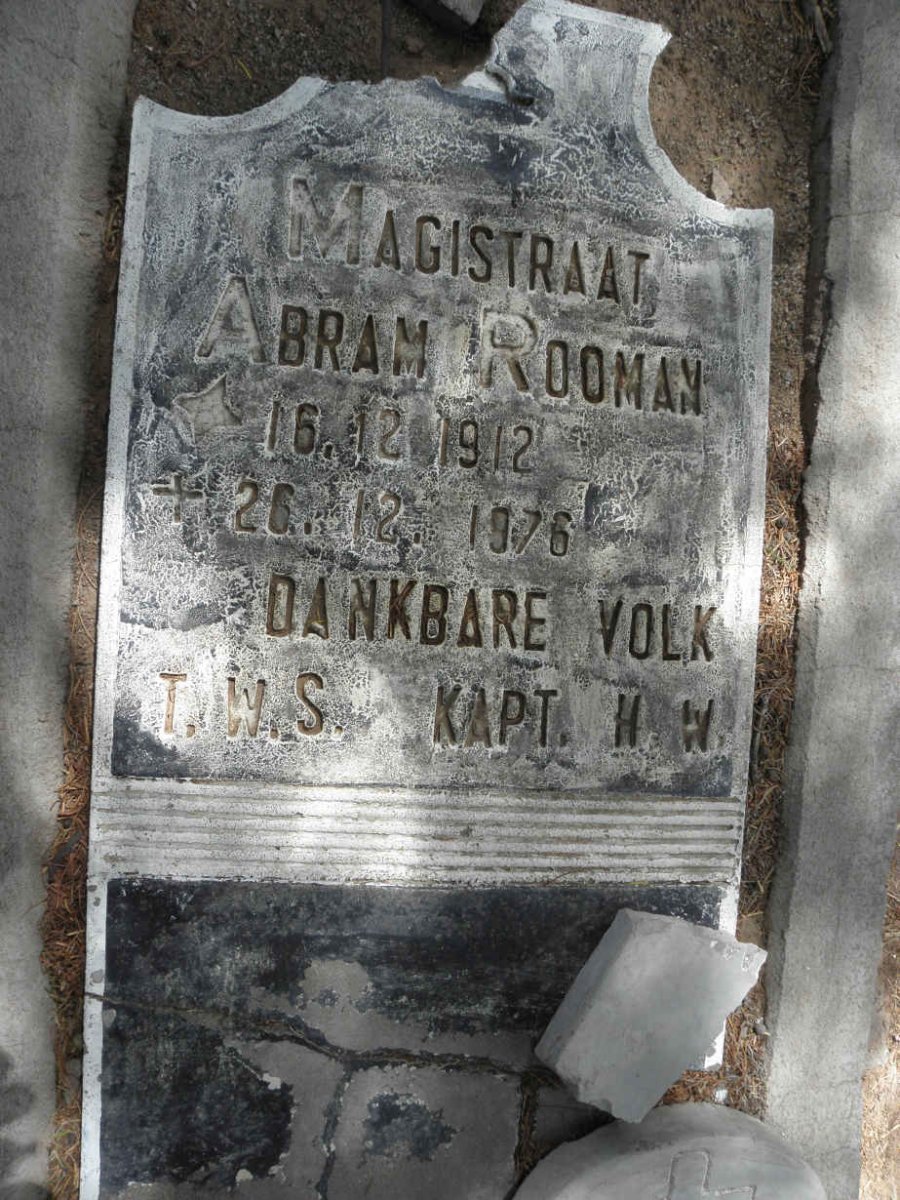 MAGISTRAAT
ABRAM ROOMAN
16. 12 1912
+ 26. 12. 1976
DANKBARE VOLK
T. W. S. KAPT. H. W.